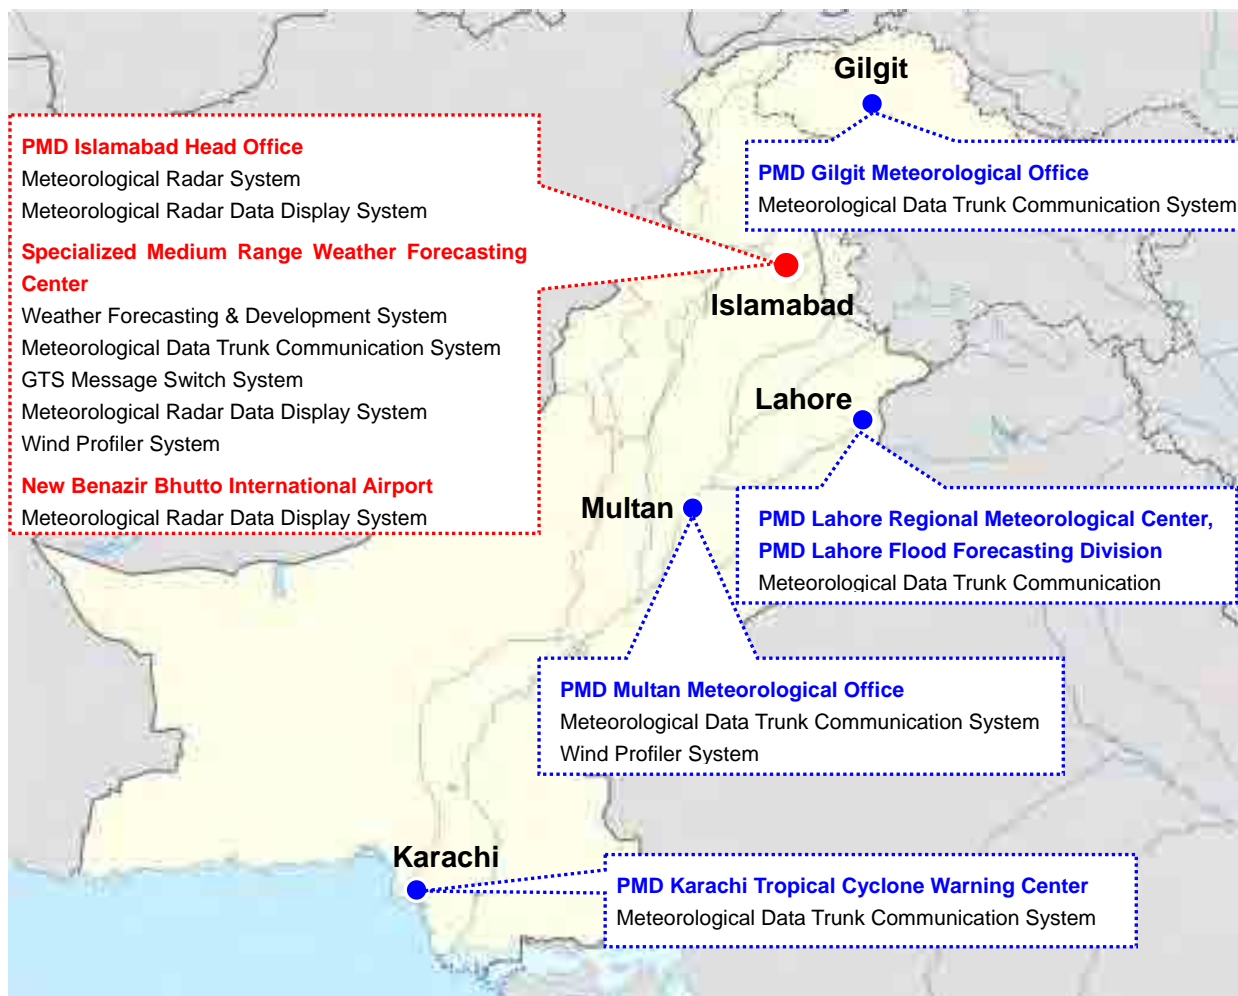 Gilgit
PMD Gilgit Meteorological Office
Meteorological Data Trunk Communication System
PMD Islamabad Head Office
Meteorological Radar System
Meteorological Radar Data Display System
Specialized Medium Range Weather Forecasting
Center
Weather Forecasting & Development System
Meteorological Data Trunk Communication System
GTS Message Switch System
Meteorological Radar Data Display System
Wind Profiler System
New Benazir Bhutto International Airport
Meteorological Radar Data Display System
Islamabad
Lahore
PMD Lahore Regional Meteorological Center,
PMD Lahore Flood Forecasting Division
Meteorological Data Trunk Communication
Multan
PMD Multan Meteorological Office
Meteorological Data Trunk Communication System
Wind Profiler System
Karachi
PMD Karachi Tropical Cyclone Warning Center
Meteorological Data Trunk Communication System